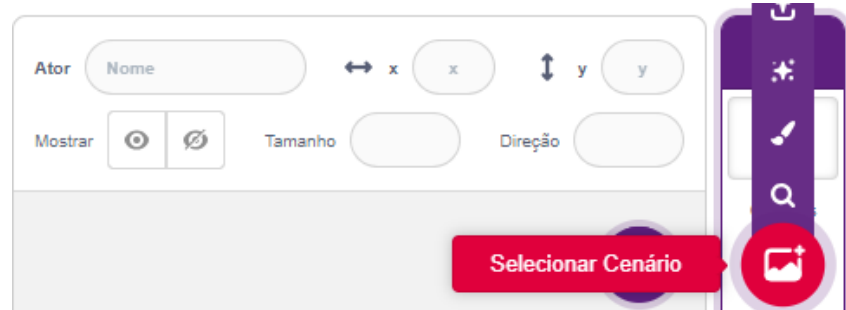 Ator Nome x x y y
Mostrar Tamanho Direção
Selecionar Cenário